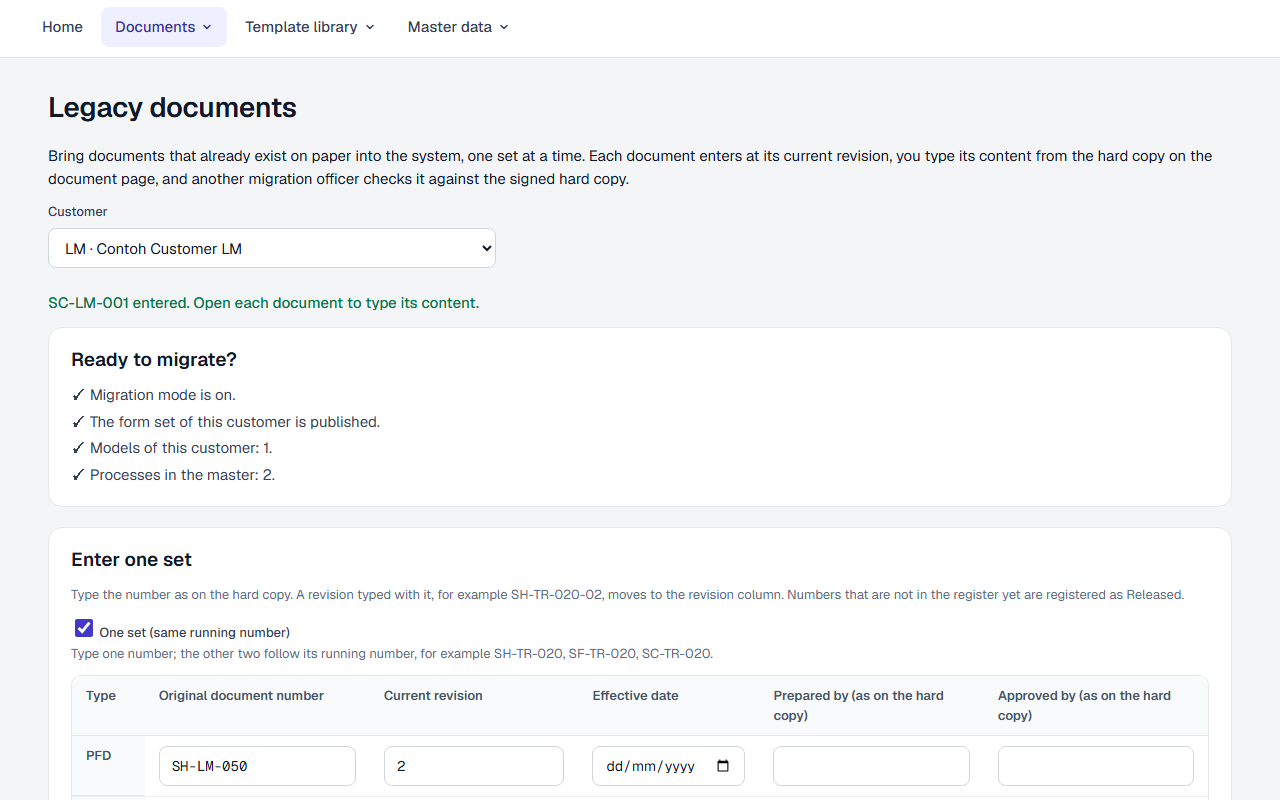 Home
Documents
Template library
Master data
Legacy documents
Bring documents that already exist on paper into the system, one set at a time. Each document enters at its current revision, you type its content from the hard copy on the
document page, and another migration officer checks it against the signed hard copy.
Customer
LM · Contoh Customer LM
SC-LM-001 entered. Open each document to type its content.
Ready to migrate?
✓ Migration mode is on.
✓ The form set of this customer is published.
✓ Models of this customer: 1.
✓ Processes in the master: 2.
Enter one set
Type the number as on the hard copy. A revision typed with it, for example SH-TR-020-02, moves to the revision column. Numbers that are not in the register yet are registered as Released.
One set (same running number)
Type one number; the other two follow its running number, for example SH-TR-020, SF-TR-020, SC-TR-020.
Type
Original document number
Current revision
Effective date
Prepared by (as on the hard
copy)
Approved by (as on the hard
copy)
PFD
SH-LM-050
2
dd/mm/yyyy